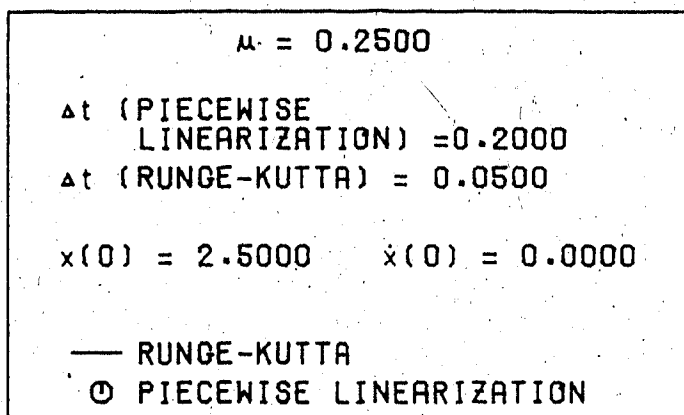 μ = 0.2500
Δt (PIECEWISE
LINEARIZATION) =0.2000
Δt (RUNGE-KUTTA) = 0.0500
x(0) = 2.5000 ẋ(0) = 0.0000
— RUNGE-KUTTA
⏀ PIECEWISE LINEARIZATION